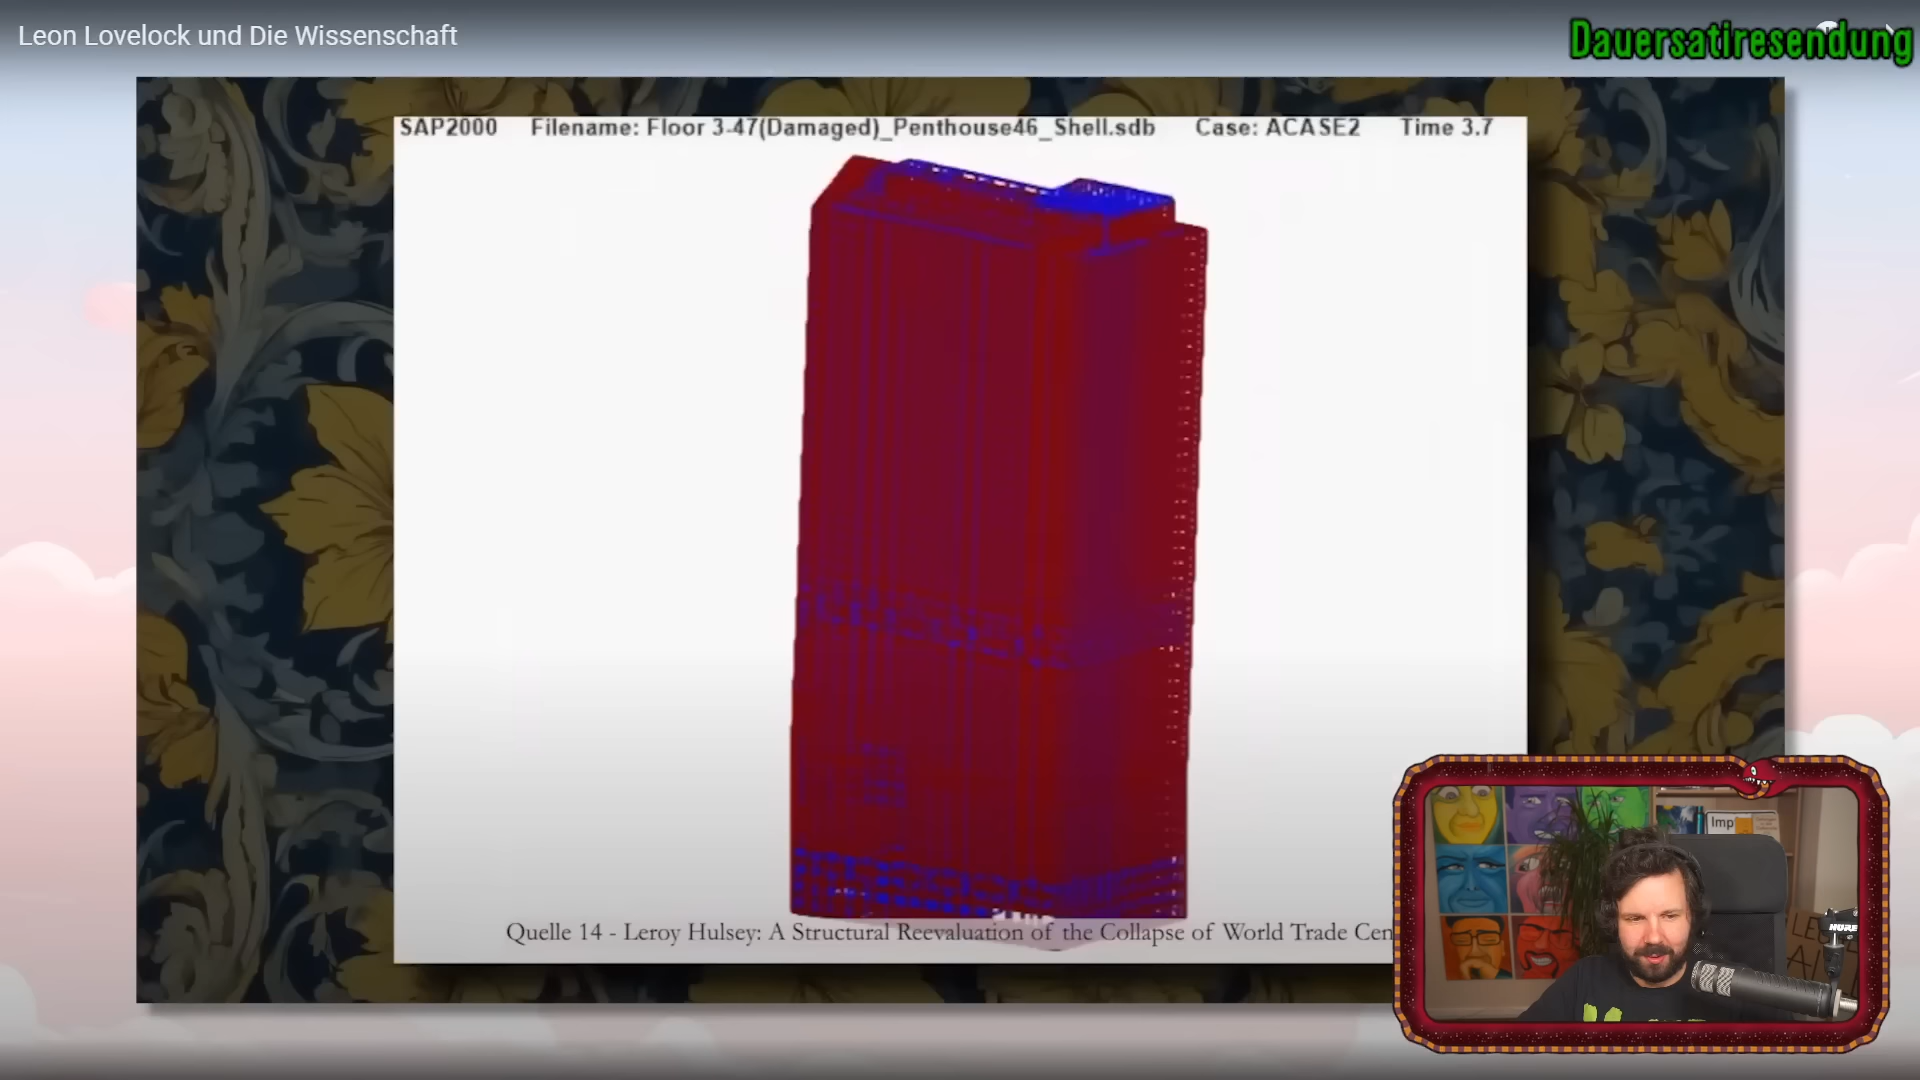 Leon Lovelock und Die Wissenschaft
Dauersatiresendung
SAP2000 Filename: Floor 3-47(Damaged)_Penthouse46_Shell.sdb Case: ACASE2 Time 3.7
Quelle 14 - Leroy Hulsey: A Structural Reevaluation of the Collapse of World Trade Cen
Imp